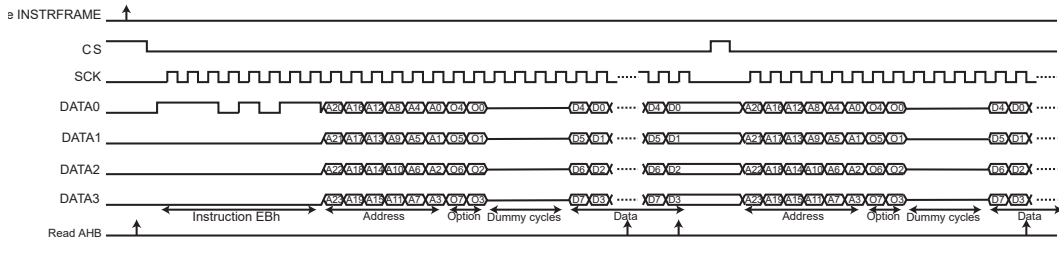 e INSTRFRAME
CS
SCK
DATA0 A20 A16 A12 A8 A4 A0 O4 O0 D4 D0 D4 D0 A20 A16 A12 A8 A4 A0 O4 O0 D4 D0
DATA1 A21 A17 A13 A9 A5 A1 O5 O1 D5 D1 D5 D1 A21 A17 A13 A9 A5 A1 O5 O1 D5 D1
DATA2 A22 A18 A14 A10 A6 A2 O6 O2 D6 D2 D6 D2 A22 A18 A14 A10 A6 A2 O6 O2 D6 D2
DATA3 A23 A19 A15 A11 A7 A3 O7 O3 D7 D3 D7 D3 A23 A19 A15 A11 A7 A3 O7 O3 D7 D3
Instruction EBh Address Option Dummy cycles Data Address Option Dummy cycles Data
Read AHB